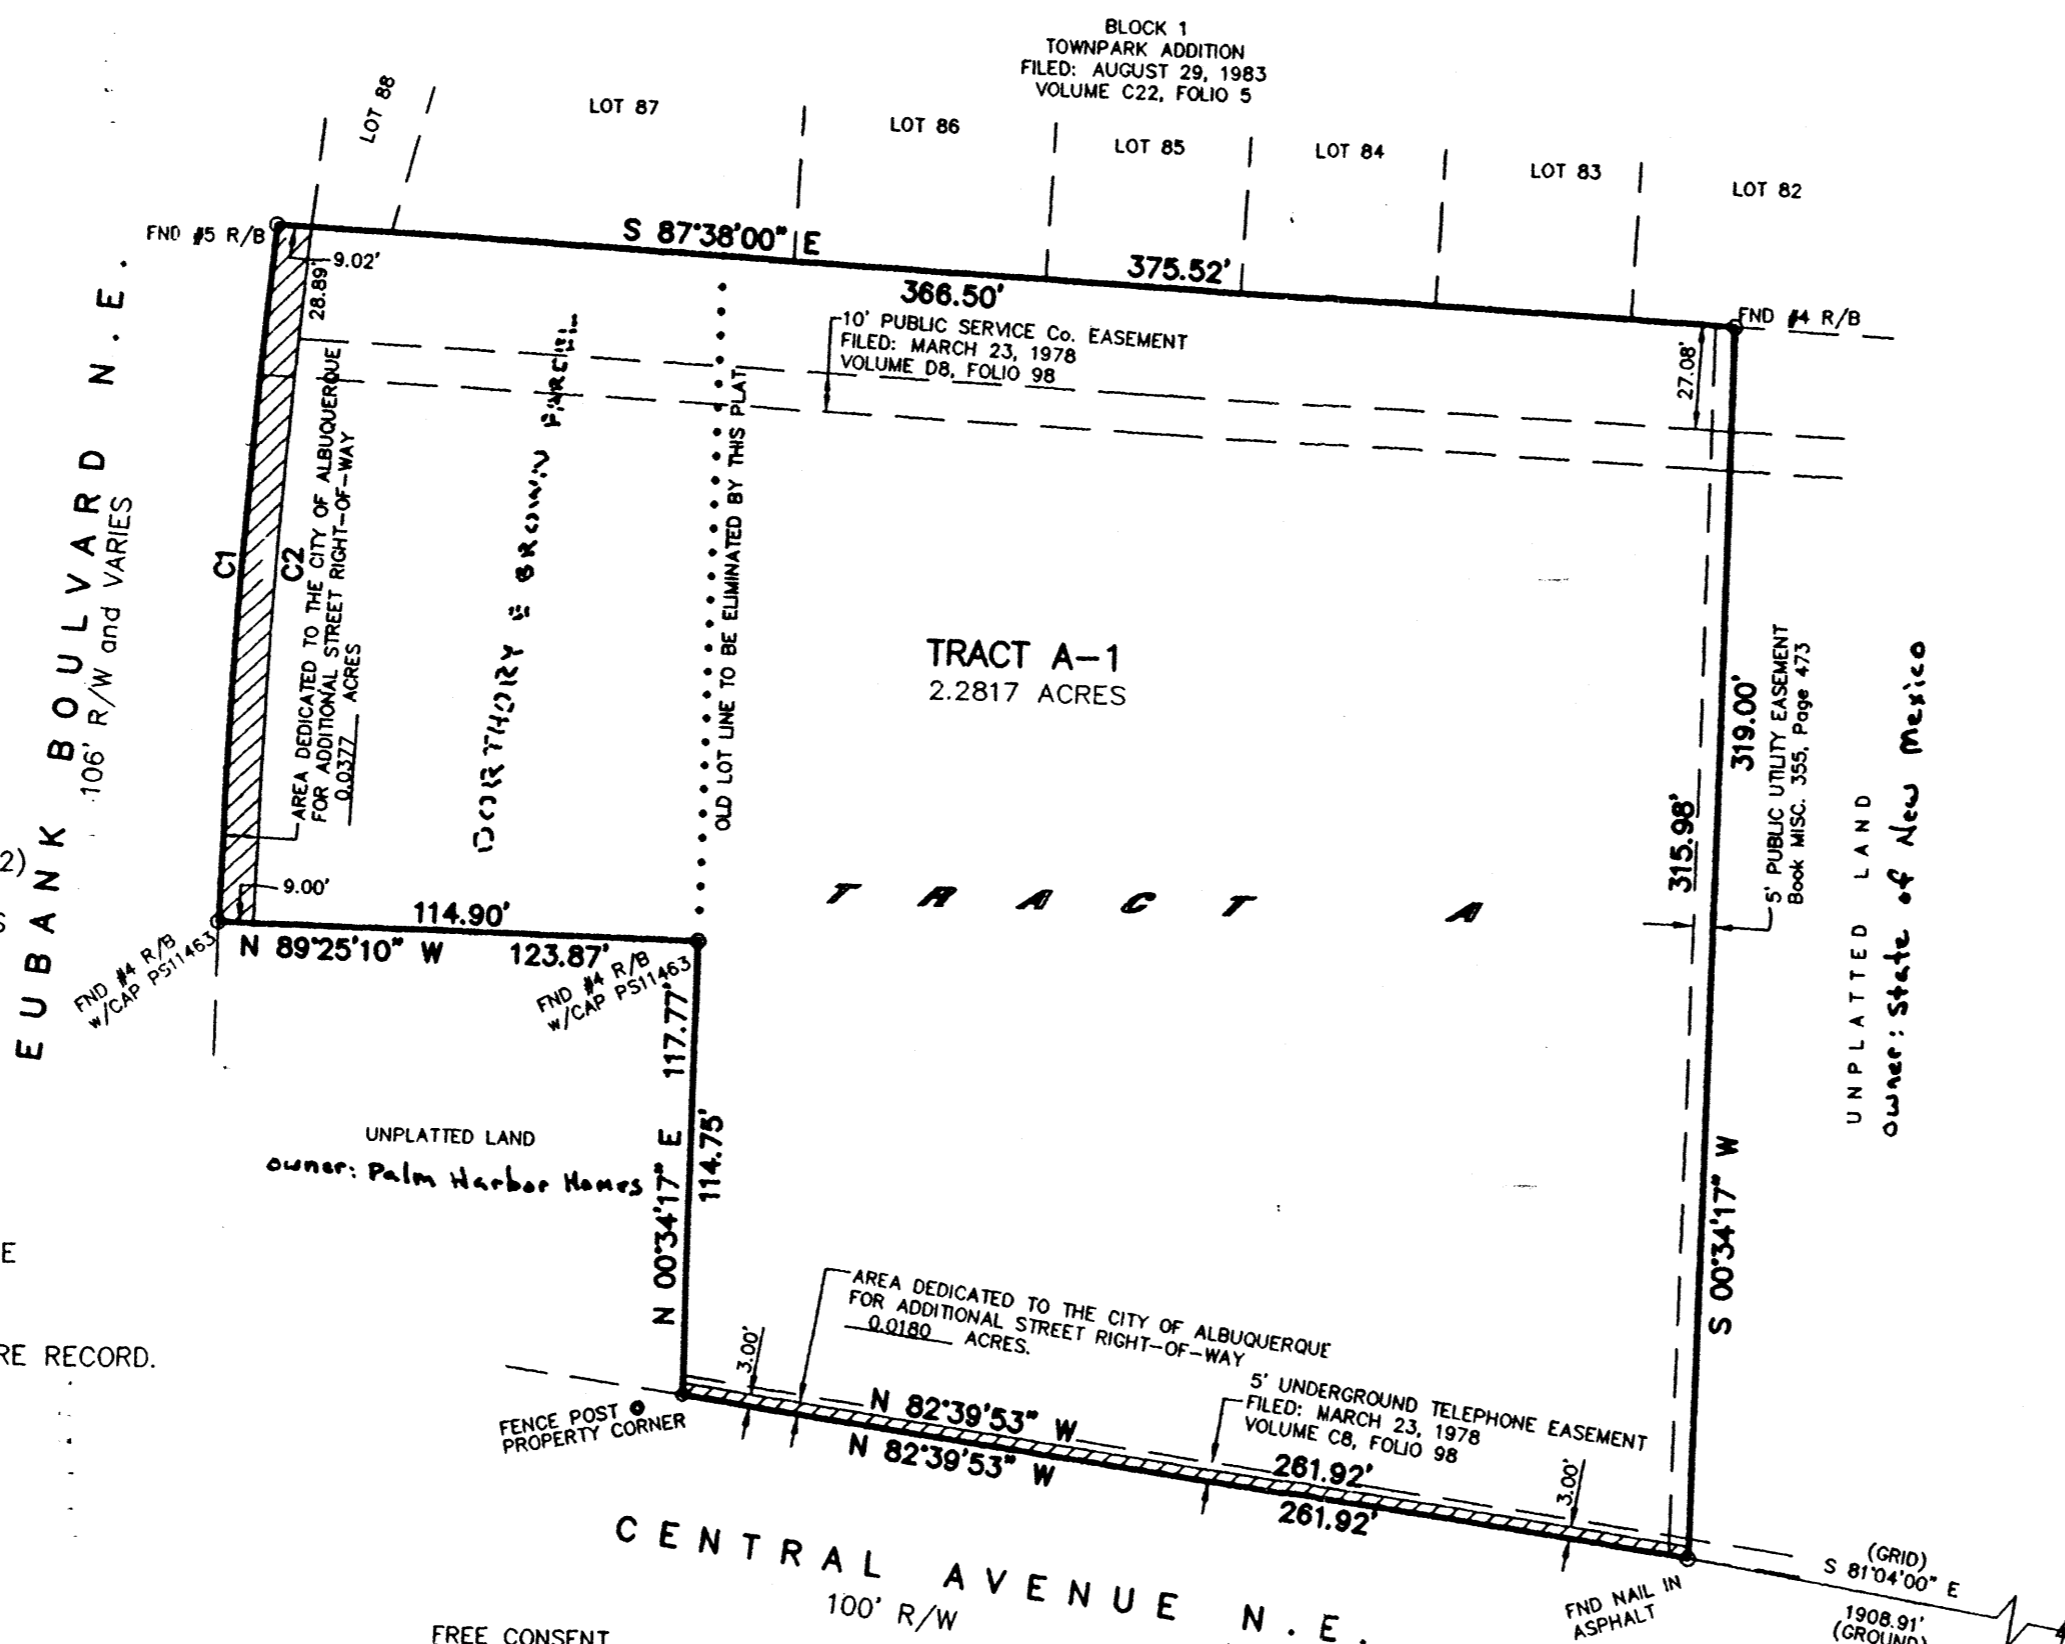 BLOCK 1
TOWNPARK ADDITION
FILED: AUGUST 29, 1983
VOLUME C22, FOLIO 5
LOT 88
LOT 87
LOT 86
LOT 85
LOT 84
LOT 83
LOT 82
FND #5 R/B
S 87°38'00" E
375.52'
366.50'
9.02'
28.89'
10' PUBLIC SERVICE Co. EASEMENT
FILED: MARCH 23, 1978
VOLUME D8, FOLIO 98
FND #4 R/B
27.08'
EUBANK BOULVARD N.E.
106' R/W and VARIES
C1
C2
AREA DEDICATED TO THE CITY OF ALBUQUERQUE
FOR ADDITIONAL STREET RIGHT-OF-WAY
0.0377 ACRES
DORTHORY E BROWN PARCEL
OLD LOT LINE TO BE ELIMINATED BY THIS PLAT
TRACT A-1
2.2817 ACRES
319.00'
315.98'
5' PUBLIC UTILITY EASEMENT
Book MISC. 355, Page 473
UNPLATTED LAND
owner: State of New Mexico
2)
S
9.00'
114.90'
N 89°25'10" W
123.87'
TRACT A
FND #4 R/B
w/CAP PS11463
FND #4 R/B
w/CAP PS11463
117.77'
N 00°34'17" E
114.75'
UNPLATTED LAND
owner: Palm Harbor Homes
S 00°34'17" W
E
RE RECORD.
AREA DEDICATED TO THE CITY OF ALBUQUERQUE
FOR ADDITIONAL STREET RIGHT-OF-WAY
0.0180 ACRES.
3.00'
FENCE POST
PROPERTY CORNER
N 82°39'53" W
N 82°39'53" W
5' UNDERGROUND TELEPHONE EASEMENT
FILED: MARCH 23, 1978
VOLUME C8, FOLIO 98
261.92'
261.92'
3.00'
CENTRAL AVENUE N.E.
100' R/W
FND NAIL IN
ASPHALT
(GRID)
S 81°04'00" E
1908.91'
(GROUND)
FREE CONSENT